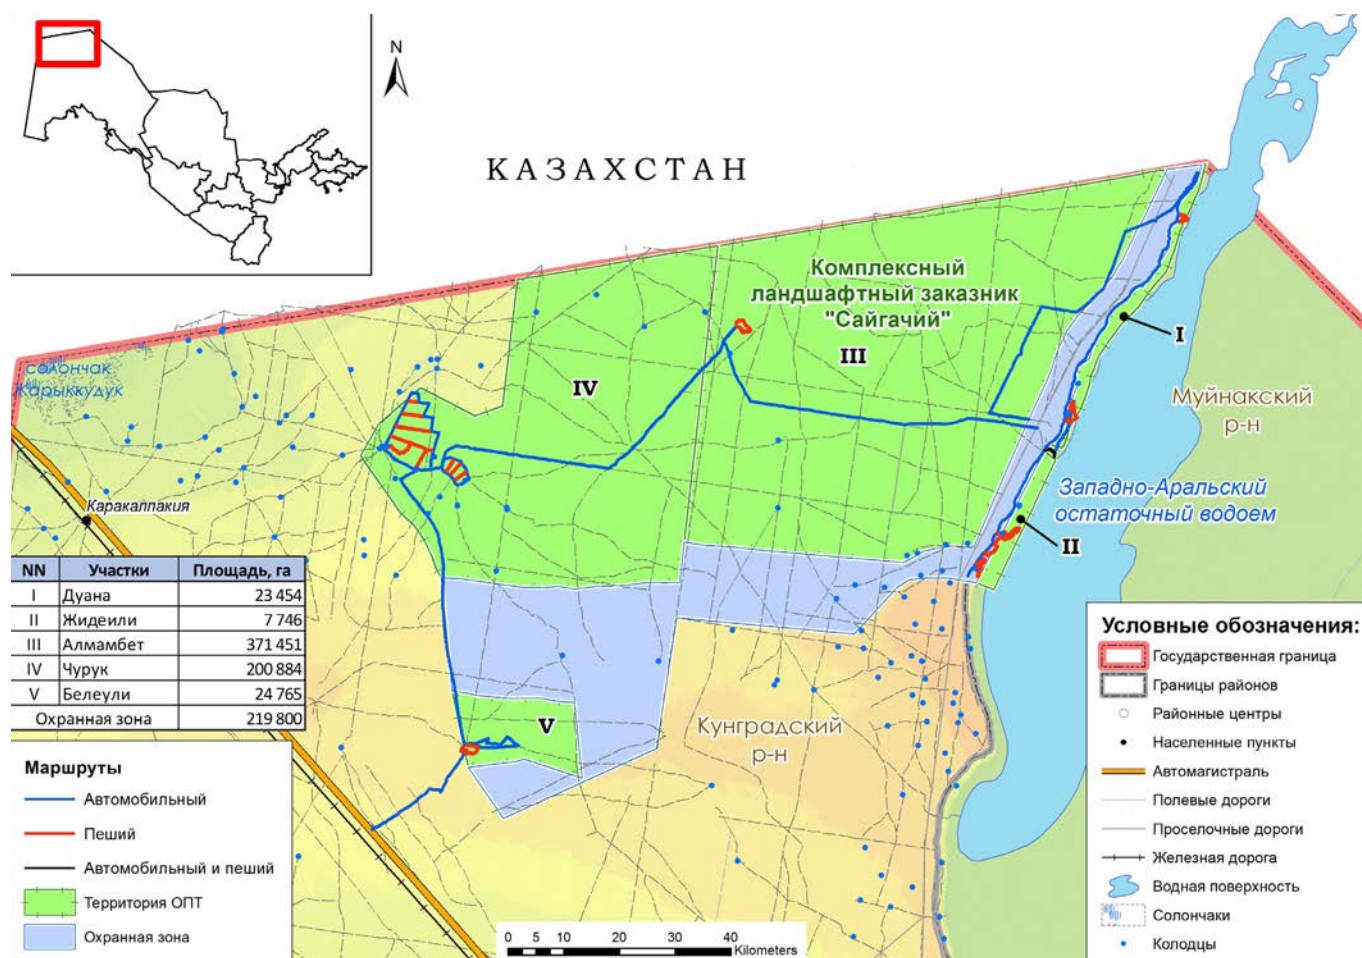 N
КАЗАХСТАН
Комплексный
ландшафтный заказник
"Сайгачий"
III
I
IV
солончак
Жарыккудук
Муйнакский
р-н
Западно-Аральский
остаточный водоем
Каракалпакия
II
NN Участки Площадь, га
I Дуана 23 454
II Жидеили 7 746
III Алмамбет 371 451
IV Чурук 200 884
V Белеули 24 765
Охранная зона 219 800
V
Кунградский
р-н
Маршруты
Автомобильный
Пеший
Автомобильный и пеший
Территория ОПТ
Охранная зона
0 5 10 20 30 40
Kilometers
Условные обозначения:
Государственная граница
Границы районов
Районные центры
Населенные пункты
Автомагистраль
Полевые дороги
Проселочные дороги
Железная дорога
Водная поверхность
Солончаки
Колодцы